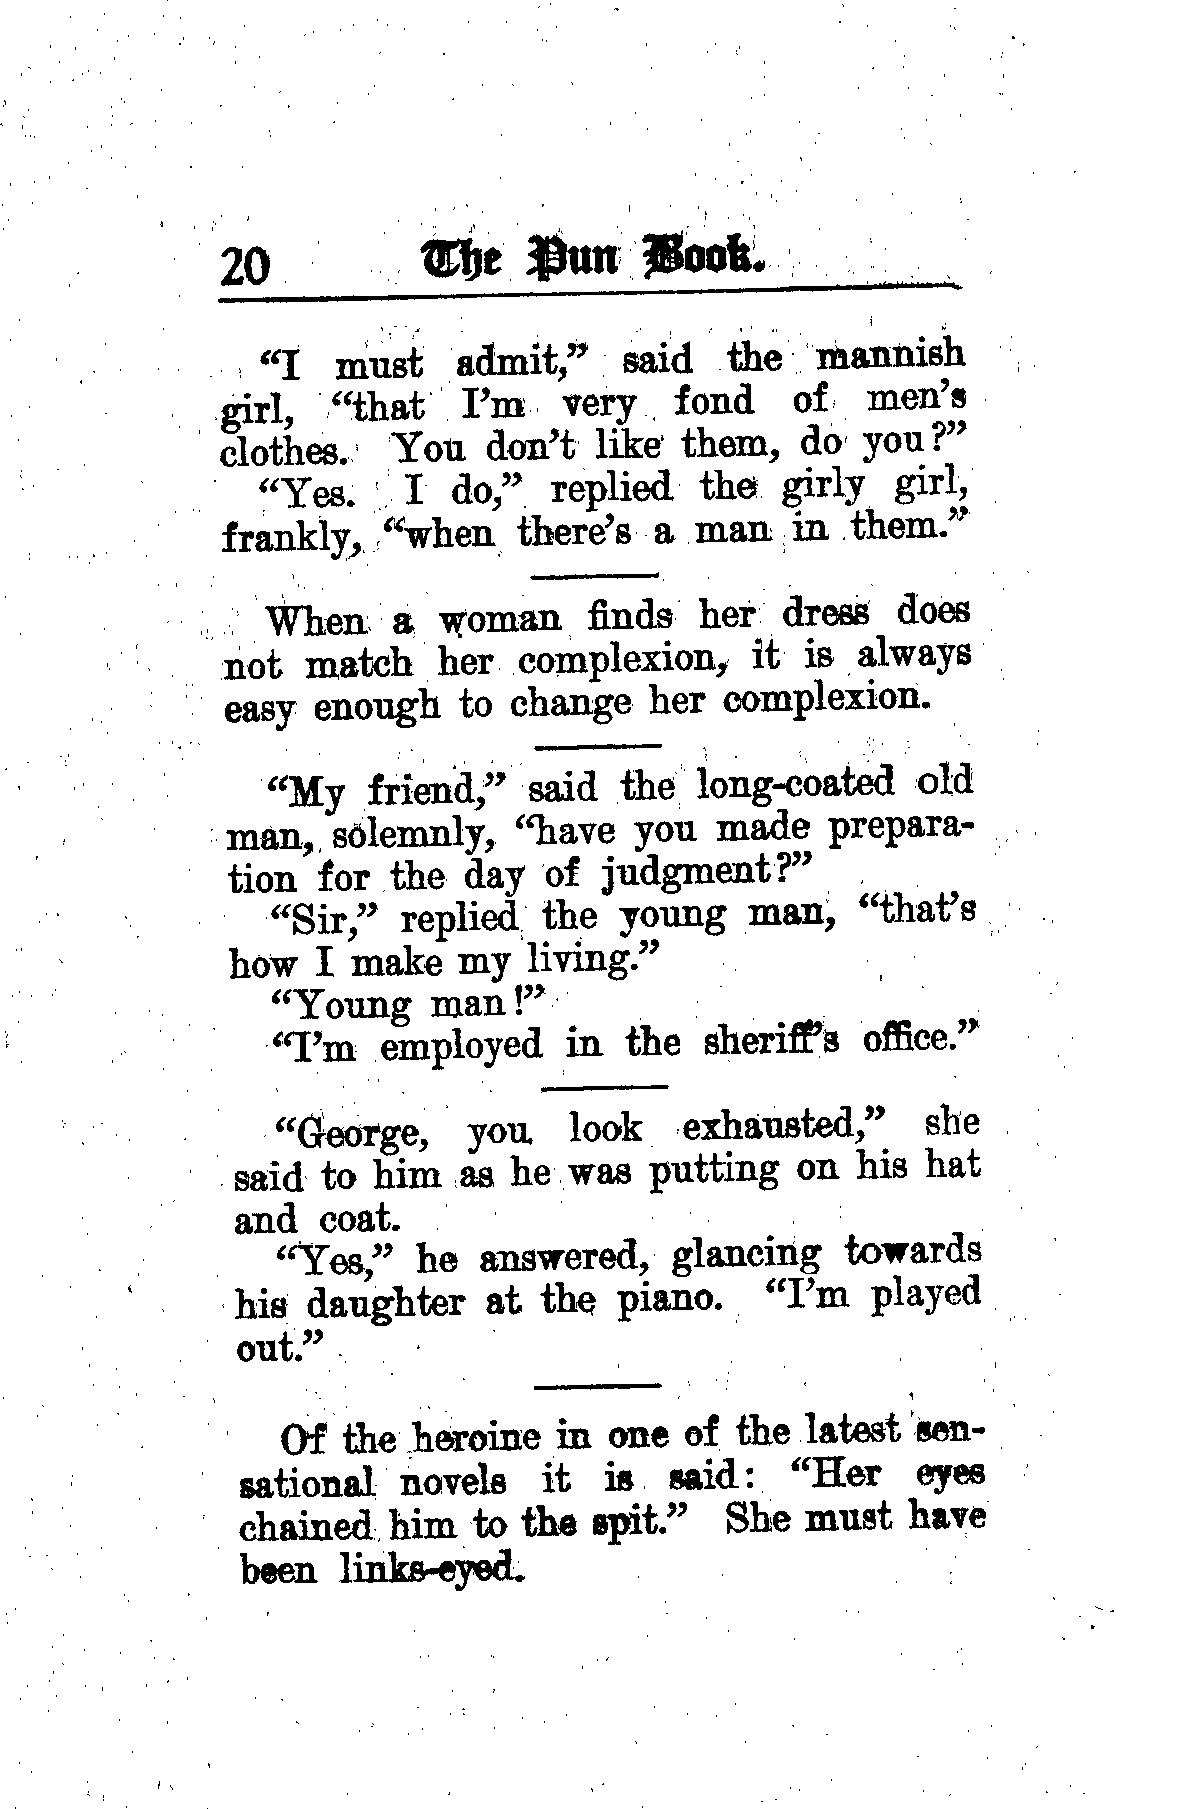 20 The Pun Book.
“I must admit,” said the mannish
girl, “that I’m very fond of men’s
clothes. You don’t like them, do you?”
“Yes. I do,” replied the girly girl,
frankly, “when there’s a man in them.”
When a woman finds her dress does
not match her complexion, it is always
easy enough to change her complexion.
“My friend,” said the long-coated old
man, solemnly, “have you made prepara-
tion for the day of judgment?”
“Sir,” replied the young man, “that’s
how I make my living.”
“Young man!”
“I’m employed in the sheriff’s office.”
“George, you look exhausted,” she
said to him as he was putting on his hat
and coat.
“Yes,” he answered, glancing towards
his daughter at the piano. “I’m played
out.”
Of the heroine in one of the latest sen-
sational novels it is said: “Her eyes
chained him to the spit.” She must have
been links-eyed.